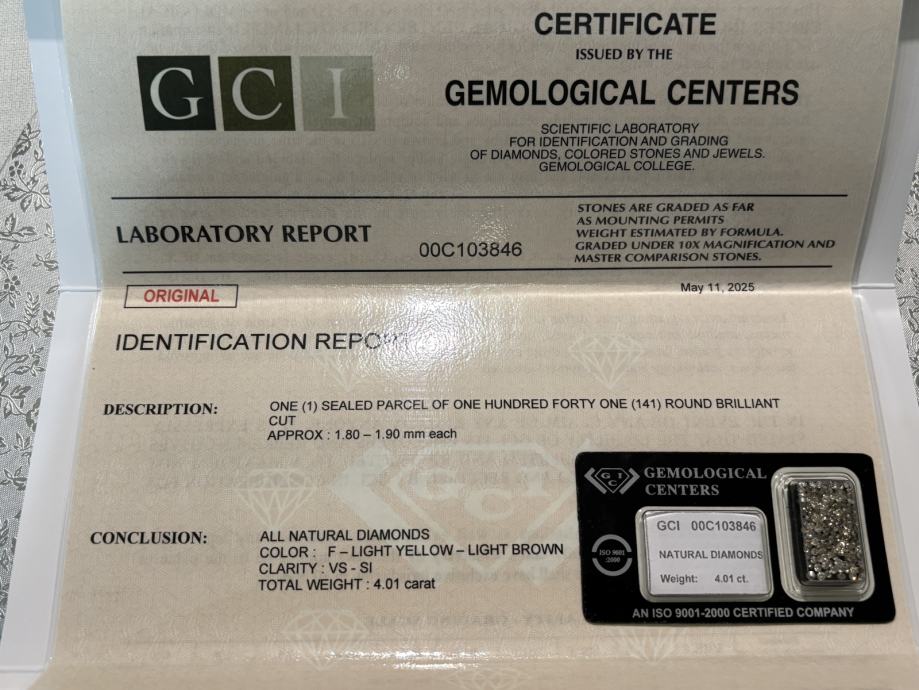 CERTIFICATE
ISSUED BY THE
GCI
GEMOLOGICAL CENTERS
SCIENTIFIC LABORATORY
FOR IDENTIFICATION AND GRADING
OF DIAMONDS, COLORED STONES AND JEWELS.
GEMOLOGICAL COLLEGE.
LABORATORY REPORT
00C103846
STONES ARE GRADED AS FAR
AS MOUNTING PERMITS
WEIGHT ESTIMATED BY FORMULA.
GRADED UNDER 10X MAGNIFICATION AND
MASTER COMPARISON STONES.
ORIGINAL
May 11, 2025
IDENTIFICATION REPORT
DESCRIPTION:
ONE (1) SEALED PARCEL OF ONE HUNDRED FORTY ONE (141) ROUND BRILLIANT
CUT
APPROX : 1.80 – 1.90 mm each
CONCLUSION:
ALL NATURAL DIAMONDS
COLOR : F – LIGHT YELLOW – LIGHT BROWN
CLARITY : VS - SI
TOTAL WEIGHT : 4.01 carat
GEMOLOGICAL
CENTERS
GCI 00C103846
NATURAL DIAMONDS
Weight: 4.01 ct.
ISO 9001
:2000
AN ISO 9001-2000 CERTIFIED COMPANY